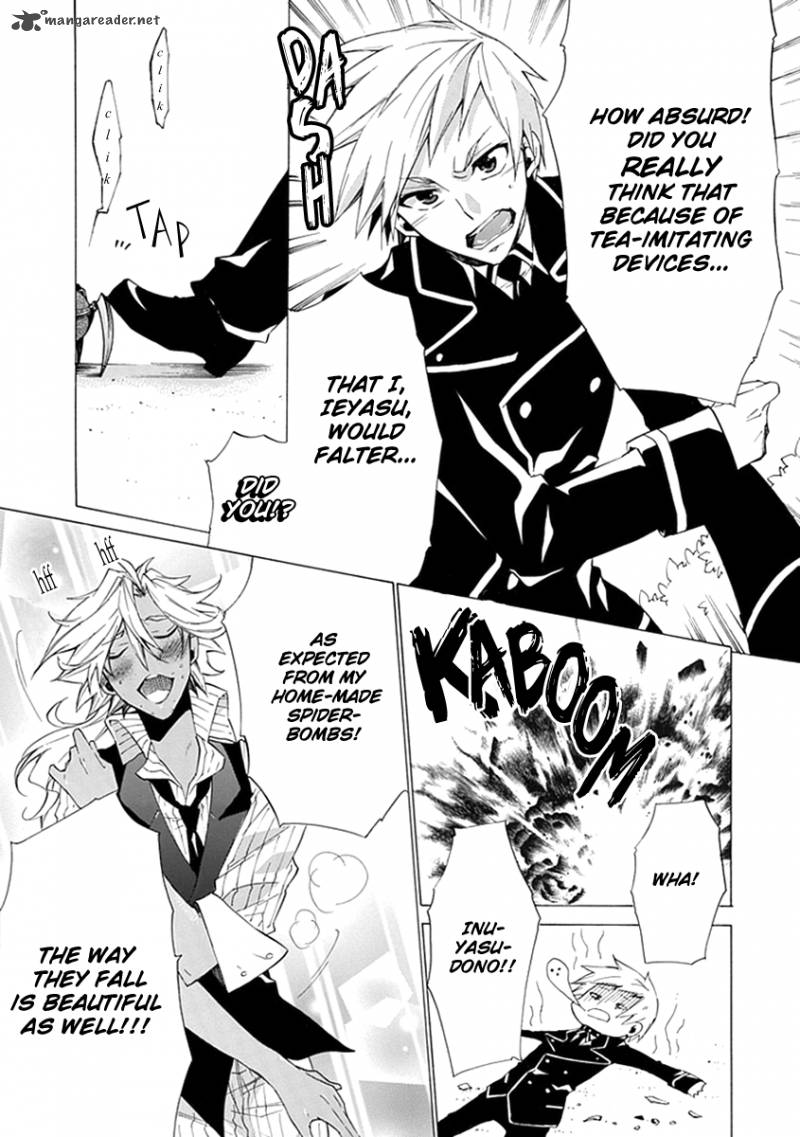 mangareader.net
HOW ABSURD!
DID YOU
REALLY
THINK THAT
BECAUSE OF
TEA-IMITATING
DEVICES...
DASH
THAT I,
IEYASU,
WOULD
FALTER...
DID
YOU!?
clik
clik
TAP
KABOOM
WHA!
INU-
YASU-
DONO!!
hff
hff
AS
EXPECTED
FROM MY
HOME-MADE
SPIDER-
BOMBS!
THE WAY
THEY FALL
IS BEAUTIFUL
AS WELL!!!